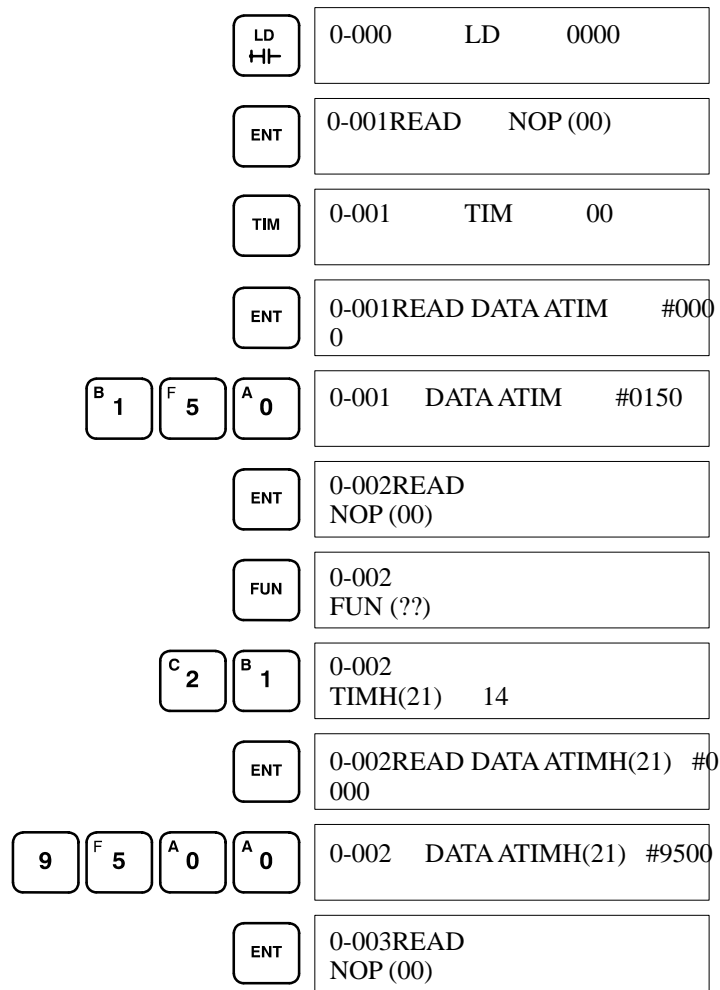 LD
0-000 LD 0000
ENT
0-001READ NOP (00)
TIM
0-001 TIM 00
ENT
0-001READ DATA ATIM #000
0
B 1 F 5 A 0
0-001 DATA ATIM #0150
ENT
0-002READ
NOP (00)
FUN
0-002
FUN (??)
C 2 B 1
0-002
TIMH(21) 14
ENT
0-002READ DATA ATIMH(21) #0
000
9 F 5 A 0 A 0
0-002 DATA ATIMH(21) #9500
ENT
0-003READ
NOP (00)